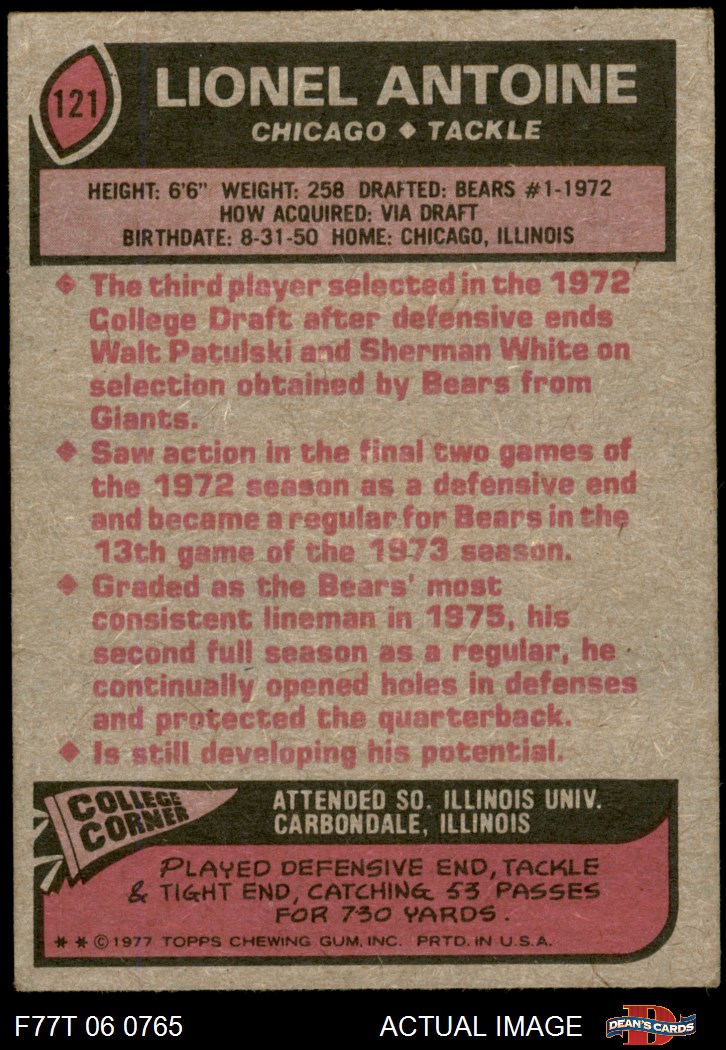 121
LIONEL ANTOINE
CHICAGO ◆ TACKLE
HEIGHT: 6'6" WEIGHT: 258 DRAFTED: BEARS #1-1972
HOW ACQUIRED: VIA DRAFT
BIRTHDATE: 8-31-50 HOME: CHICAGO, ILLINOIS
◆ The third player selected in the 1972
College Draft after defensive ends
Walt Patulski and Sherman White on
selection obtained by Bears from
Giants.
◆ Saw action in the final two games of
the 1972 season as a defensive end
and became a regular for Bears in the
13th game of the 1973 season.
◆ Graded as the Bears' most
consistent lineman in 1975, his
second full season as a regular, he
continually opened holes in defenses
and protected the quarterback.
◆ Is still developing his potential.
COLLEGE
CORNER
ATTENDED SO. ILLINOIS UNIV.
CARBONDALE, ILLINOIS
PLAYED DEFENSIVE END, TACKLE
& TIGHT END, CATCHING 53 PASSES
FOR 730 YARDS.
** © 1977 TOPPS CHEWING GUM, INC. PRTD. IN U.S.A.
F77T 06 0765
ACTUAL IMAGE
D
DEAN'S CARDS